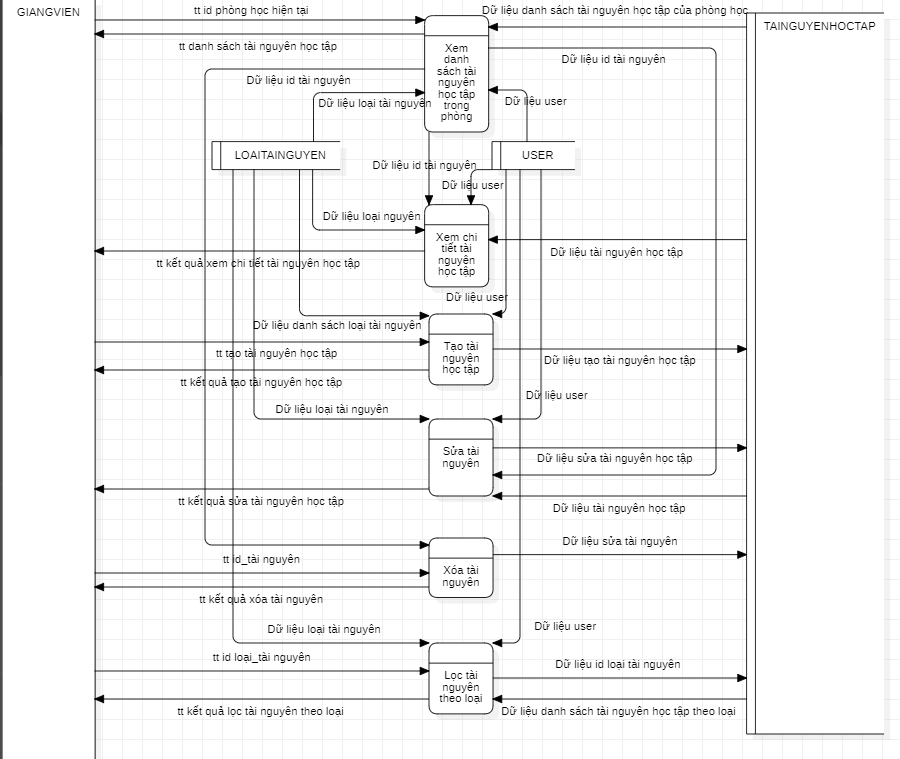 GIANGVIEN
tt id phòng học hiện tại
Dữ liệu danh sách tài nguyên học tập của phòng học
TAINGUYENHOCTAP
tt danh sách tài nguyên học tập
Xem
danh
sách tài
nguyên
học tập
trong
phòng
Dữ liệu id tài nguyên
Dữ liệu id tài nguyên
Dữ liệu loại tài nguyên
Dữ liệu user
LOAITAINGUYEN
USER
Dữ liệu id tài nguyên
Dữ liệu user
Dữ liệu loại nguyên
Xem chi
tiết tài
nguyên
học tập
Dữ liệu tài nguyên học tập
tt kết quả xem chi tiết tài nguyên học tập
Dữ liệu user
Dữ liệu danh sách loại tài nguyên
Tạo tài
nguyên
học tập
tt tạo tài nguyên học tập
Dữ liệu tạo tài nguyên học tập
tt kết quả tạo tài nguyên học tập
Dữ liệu user
Dữ liệu loại tài nguyên
Sửa tài
nguyên
Dữ liệu sửa tài nguyên học tập
tt kết quả sửa tài nguyên học tập
Dữ liệu tài nguyên học tập
Dữ liệu sửa tài nguyên
tt id_tài nguyên
Xóa tài
nguyên
tt kết quả xóa tài nguyên
Dữ liệu loại tài nguyên
Dữ liệu user
tt id loại_tài nguyên
Dữ liệu id loại tài nguyên
Lọc tài
nguyên
theo loại
tt kết quả lọc tài nguyên theo loại
Dữ liệu danh sách tài nguyên học tập theo loại